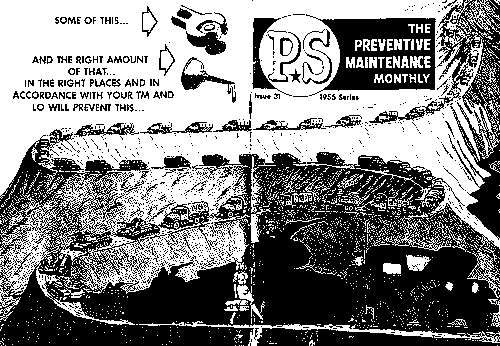 SOME OF THIS...
AND THE RIGHT AMOUNT
OF THAT...
IN THE RIGHT PLACES AND IN
ACCORDANCE WITH YOUR TM AND
LO WILL PREVENT THIS...
PS
THE
PREVENTIVE
MAINTENANCE
MONTHLY
Issue 31
1955 Series